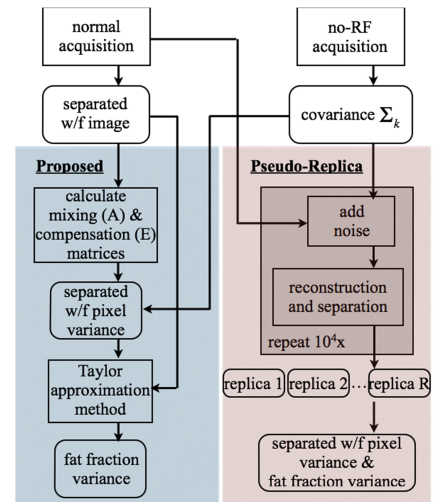 normal
acquisition
no-RF
acquisition
separated
w/f image
covariance Σk
Proposed
calculate
mixing (A) &
compensation (E)
matrices
separated
w/f pixel
variance
Taylor
approximation
method
fat fraction
variance
Pseudo-Replica
add
noise
reconstruction
and separation
repeat 10⁴x
replica 1 replica 2 ... replica R
separated w/f pixel
variance &
fat fraction variance